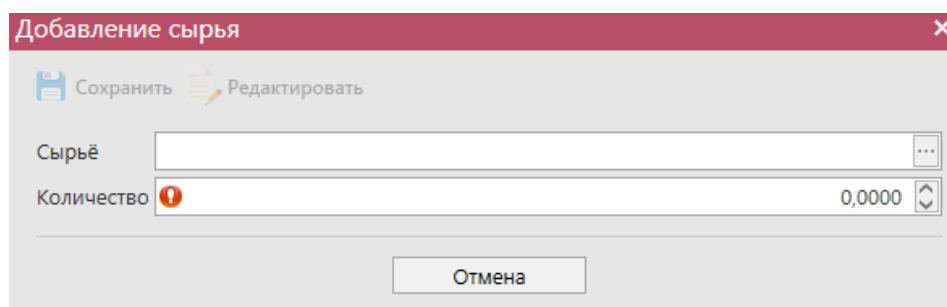 Добавление сырья
Сохранить Редактировать
Сырьё ...
Количество 0,0000
Отмена